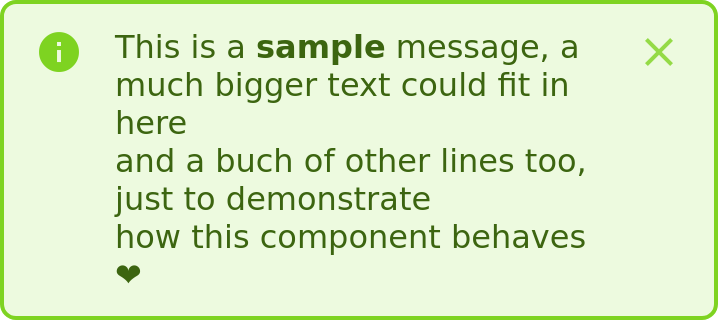 This is a sample message, a
much bigger text could fit in
here
and a buch of other lines too,
just to demonstrate
how this component behaves
❤